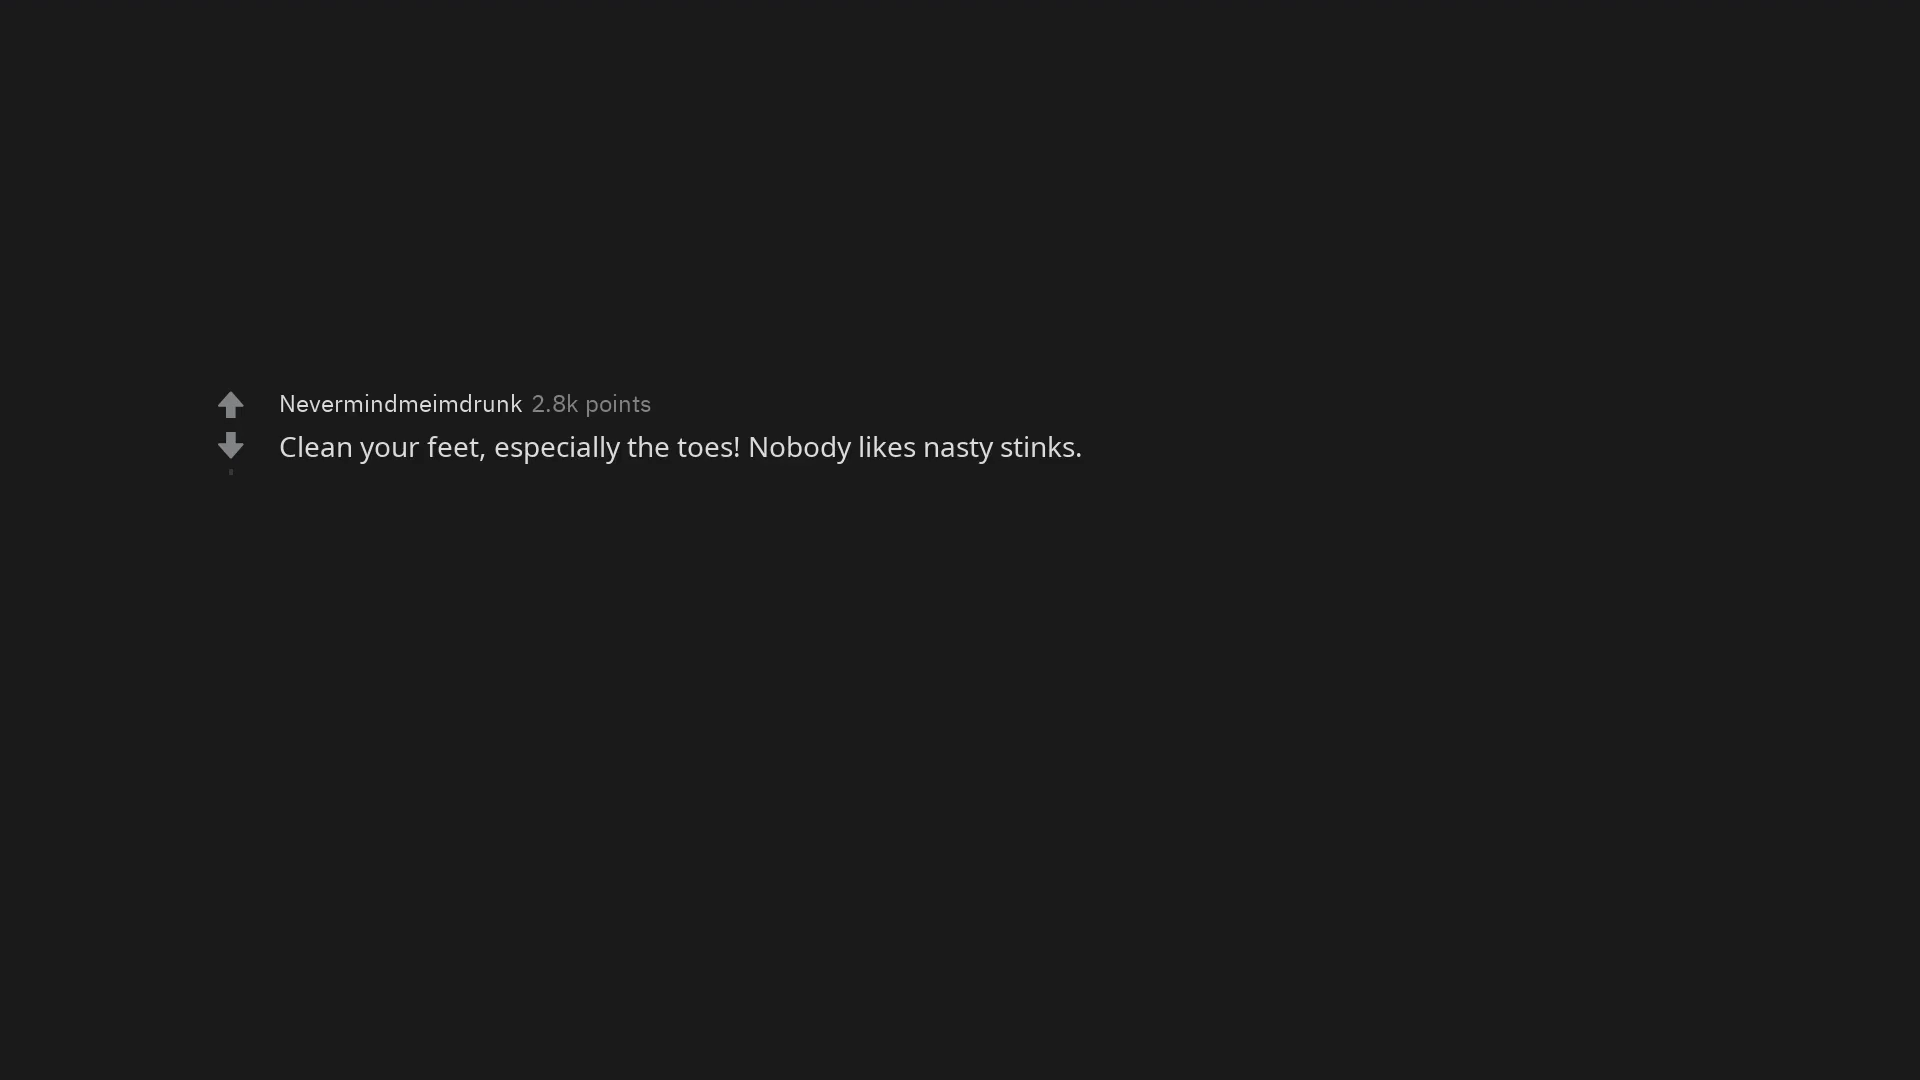 Nevermindmeimdrunk 2.8k points
Clean your feet, especially the toes! Nobody likes nasty stinks.